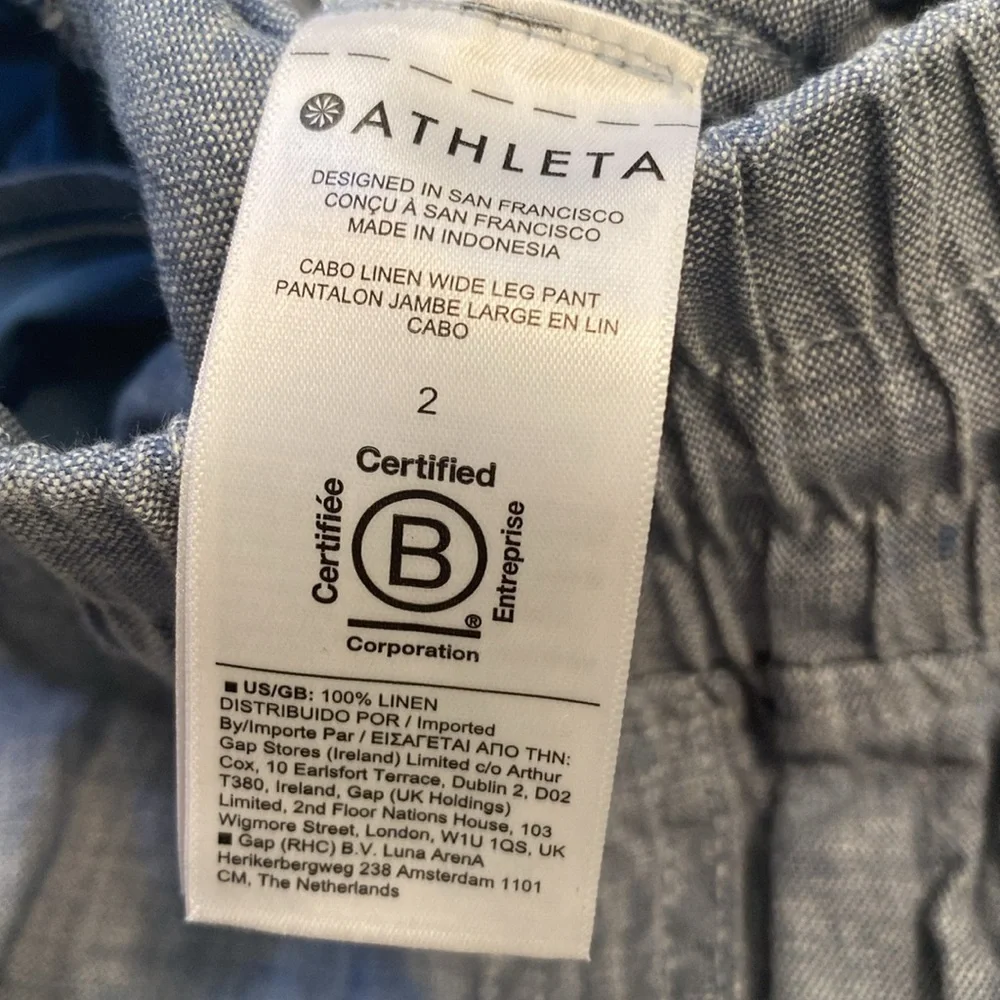 ATHLETA
DESIGNED IN SAN FRANCISCO
CONÇU À SAN FRANCISCO
MADE IN INDONESIA
CABO LINEN WIDE LEG PANT
PANTALON JAMBE LARGE EN LIN
CABO
2
Certified
Certifiée
B
Entreprise
®
Corporation
■ US/GB: 100% LINEN
DISTRIBUIDO POR / Imported
By/Importe Par / ΕΙΣΑΓΕΤΑΙ ΑΠΟ ΤΗΝ:
Gap Stores (Ireland) Limited c/o Arthur
Cox, 10 Earlsfort Terrace, Dublin 2, D02
T380, Ireland, Gap (UK Holdings)
Limited, 2nd Floor Nations House, 103
Wigmore Street, London, W1U 1QS, UK
■ Gap (RHC) B.V. Luna ArenA
Herikerbergweg 238 Amsterdam 1101
CM, The Netherlands